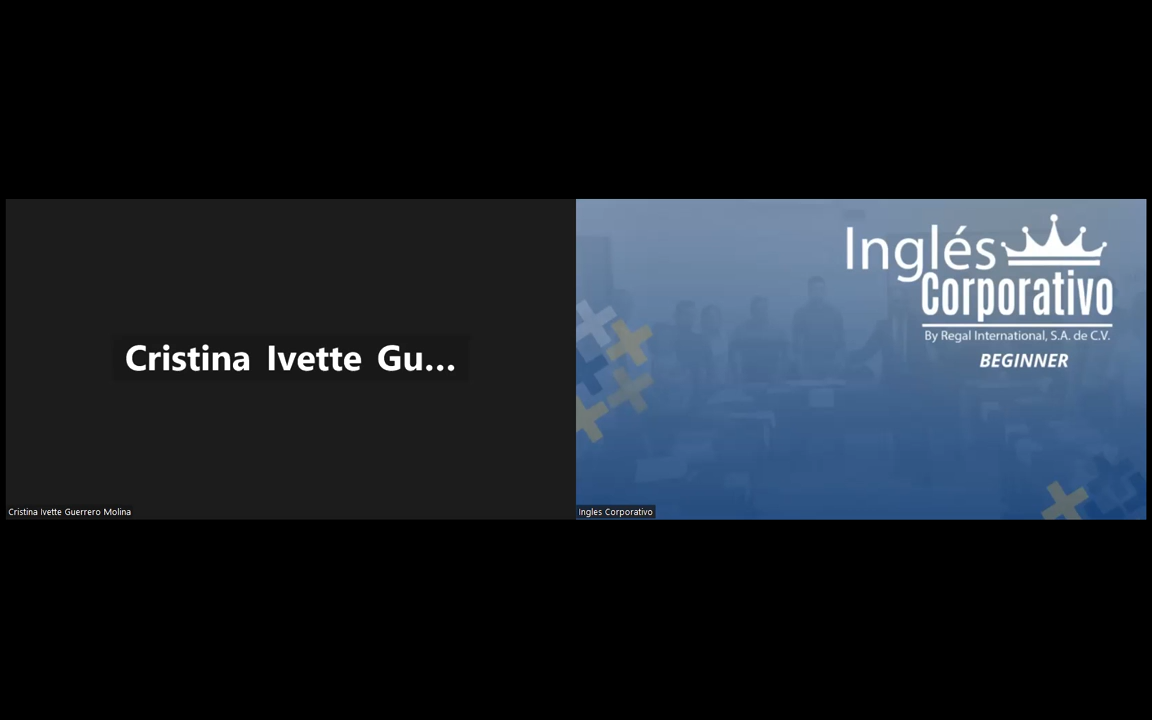 Cristina Ivette Gu...
Cristina Ivette Guerrero Molina
Inglés
Corporativo
By Regal International, S.A. de C.V.
BEGINNER
Ingles Corporativo